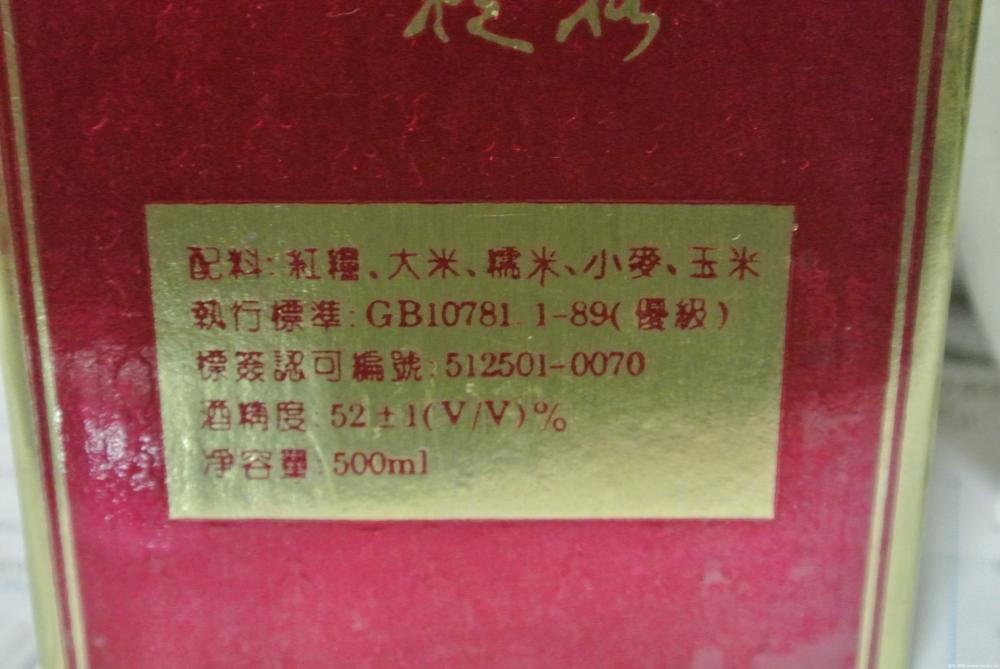 配料:紅糧、大米、糯米、小麥、玉米
執行標準:GB10781.1-89(優級)
標簽認可編號:512501-0070
酒精度:52±1(V/V)%
净容量:500ml